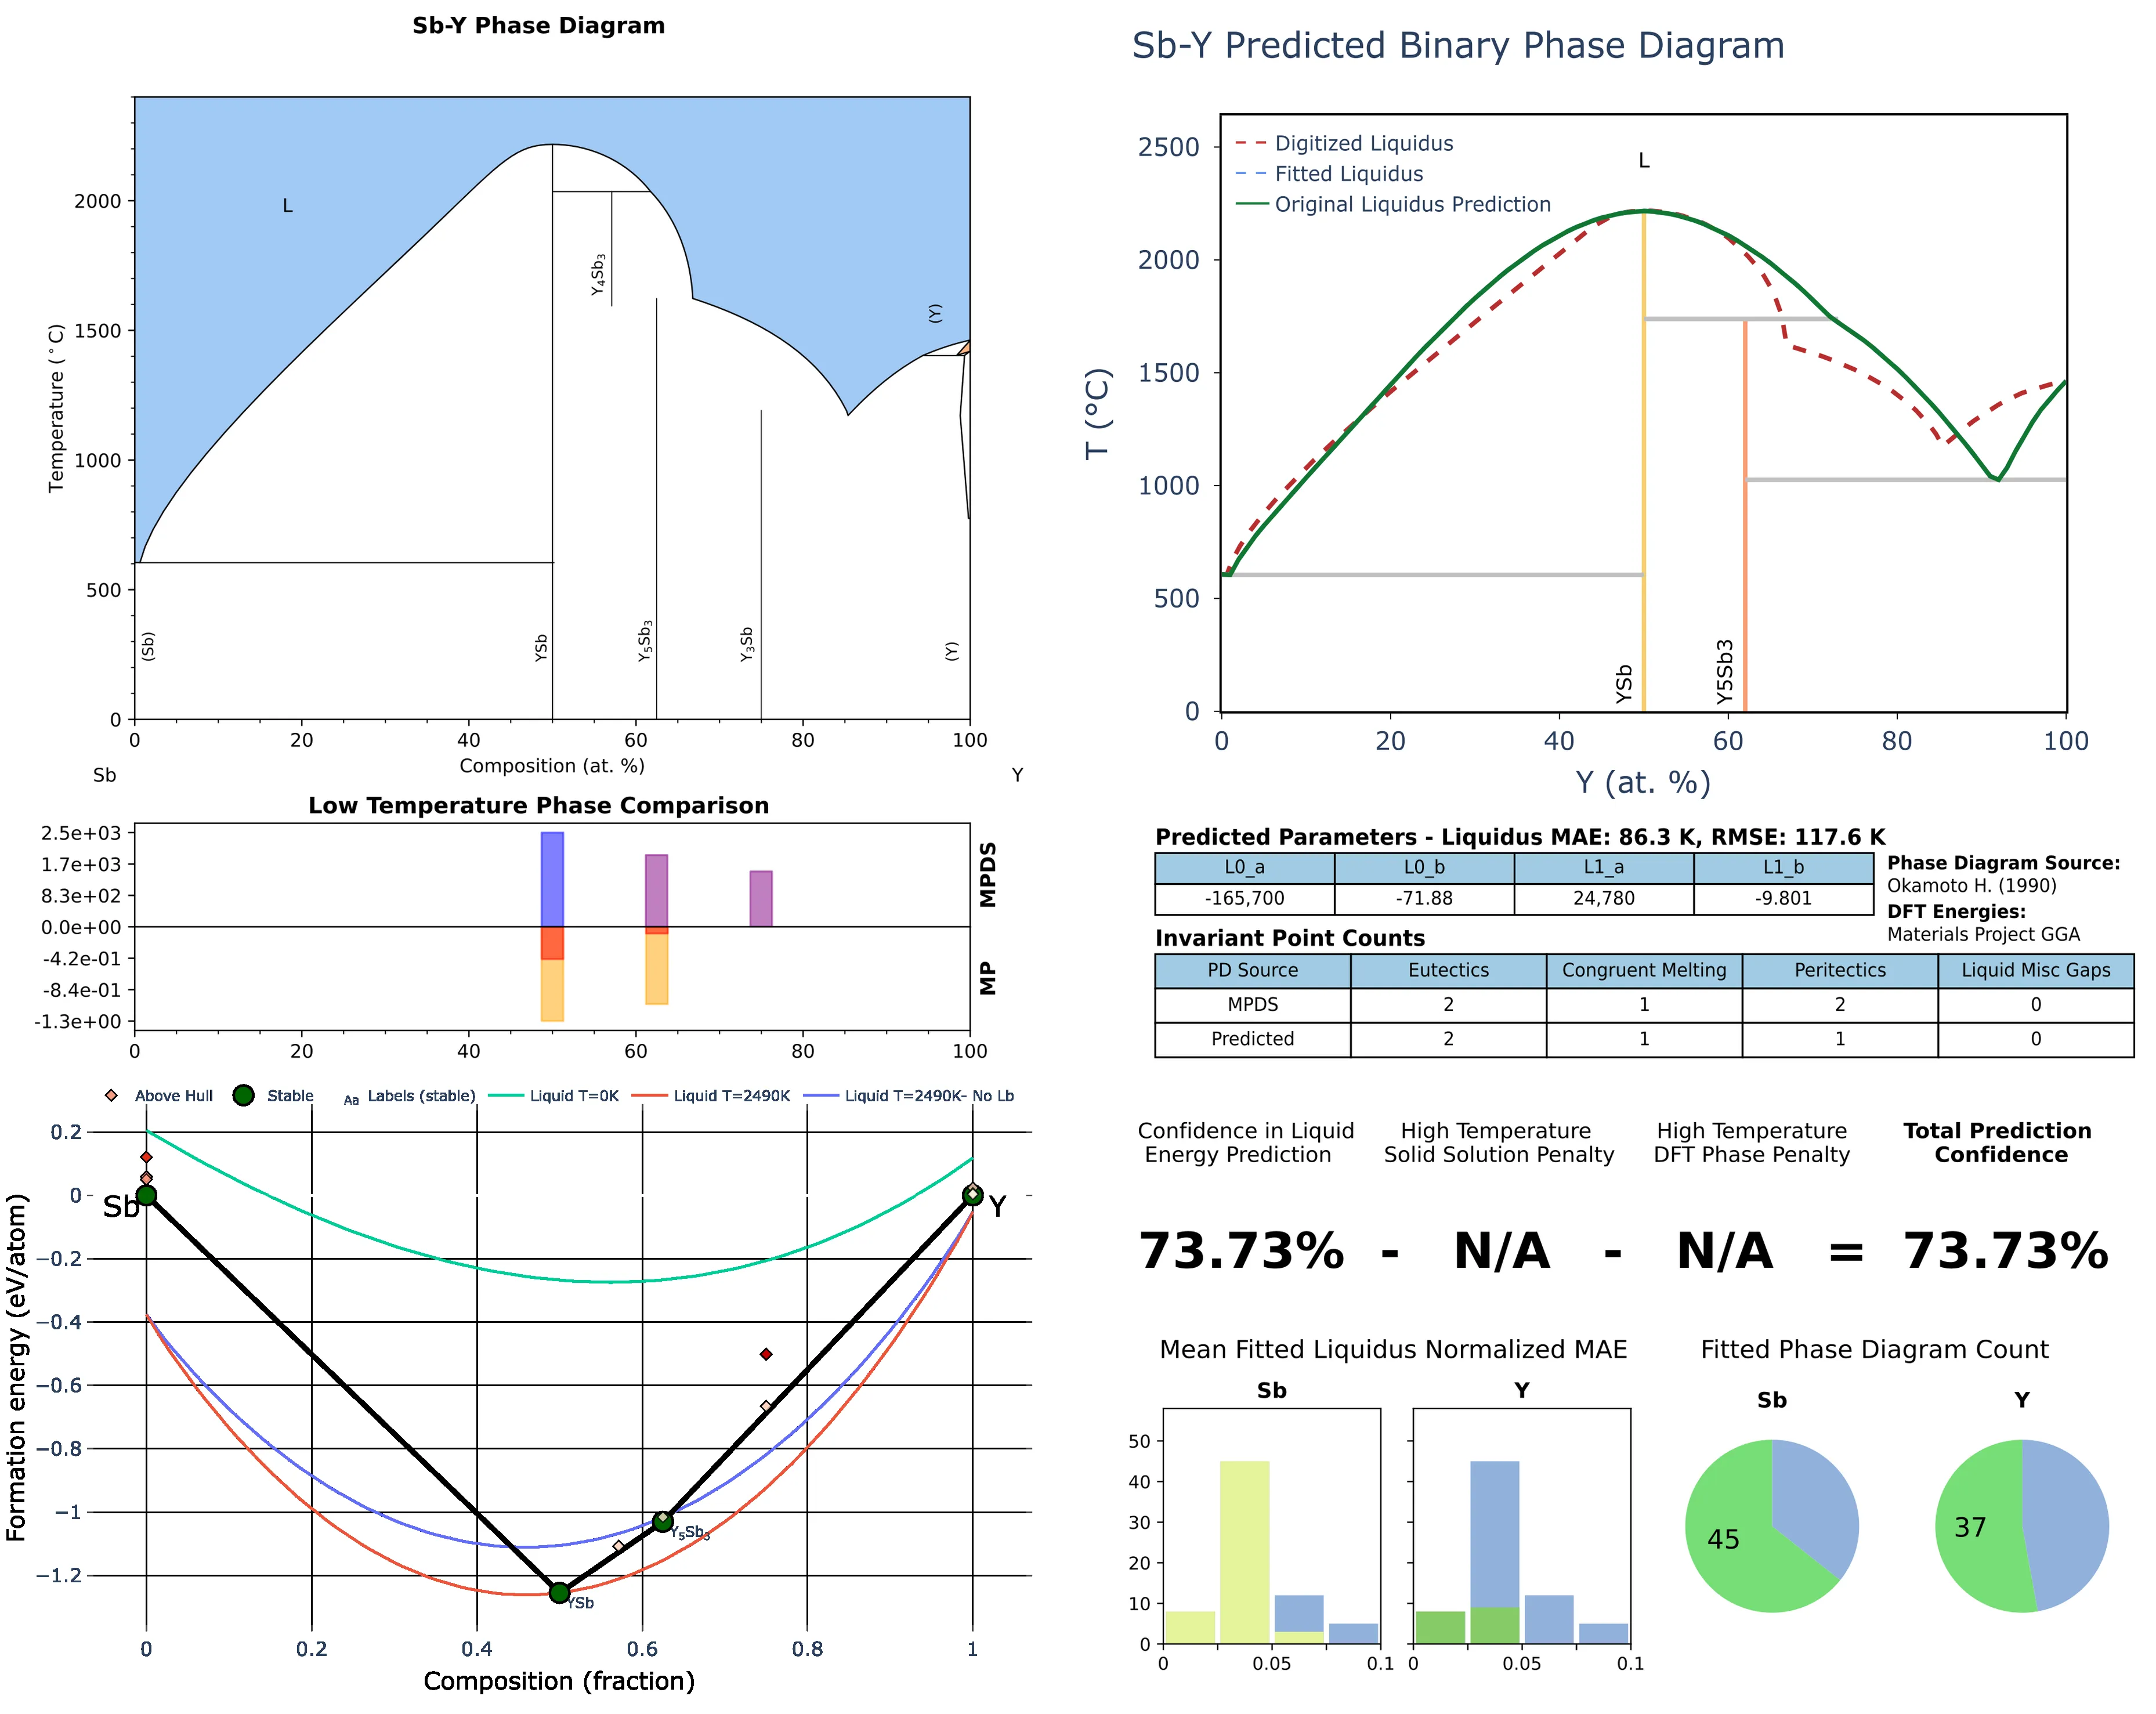 Sb-Y Phase Diagram
2000
1500
1000
500
0
Temperature (°C)
L
Y₄Sb₃
(Y)
(Sb)
YSb
Y₅Sb₃
Y₃Sb
(Y)
0 20 40 60 80 100
Composition (at. %)
Sb Y
Low Temperature Phase Comparison
2.5e+03
1.7e+03
8.3e+02
0.0e+00
-4.2e-01
-8.4e-01
-1.3e+00
MPDS
MP
0 20 40 60 80 100
Above Hull Stable Aa Labels (stable) Liquid T=0K Liquid T=2490K Liquid T=2490K- No Lb
0.2
0
−0.2
−0.4
−0.6
−0.8
−1
−1.2
Formation energy (eV/atom)
Sb
Y
Y₅Sb₃
YSb
0 0.2 0.4 0.6 0.8 1
Composition (fraction)
Sb-Y Predicted Binary Phase Diagram
2500
2000
1500
1000
500
0
T (°C)
Digitized Liquidus
Fitted Liquidus
Original Liquidus Prediction
L
YSb
Y5Sb3
0 20 40 60 80 100
Y (at. %)
Predicted Parameters - Liquidus MAE: 86.3 K, RMSE: 117.6 K
L0_a L0_b L1_a L1_b
-165,700 -71.88 24,780 -9.801
Phase Diagram Source:
Okamoto H. (1990)
DFT Energies:
Materials Project GGA
Invariant Point Counts
PD Source Eutectics Congruent Melting Peritectics Liquid Misc Gaps
MPDS 2 1 2 0
Predicted 2 1 1 0
Confidence in Liquid
Energy Prediction
High Temperature
Solid Solution Penalty
High Temperature
DFT Phase Penalty
Total Prediction
Confidence
73.73% - N/A - N/A = 73.73%
Mean Fitted Liquidus Normalized MAE
Sb Y
50
40
30
20
10
0
0 0.05 0.1
0 0.05 0.1
Fitted Phase Diagram Count
Sb Y
45 37